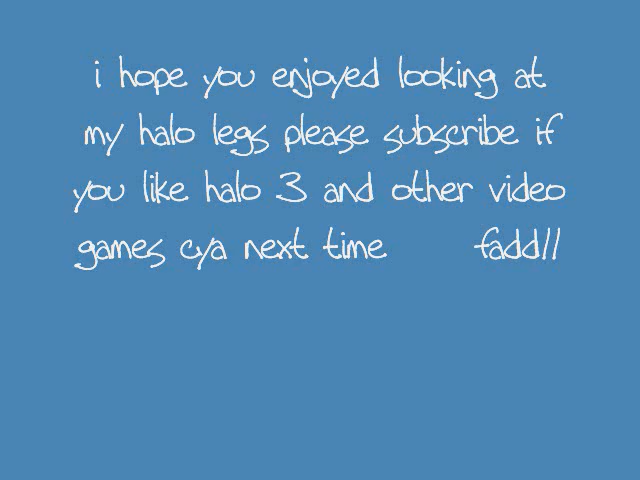 i hope you enjoyed looking at
my halo legs please subscribe if
you like halo 3 and other video
games cya next time fadd11